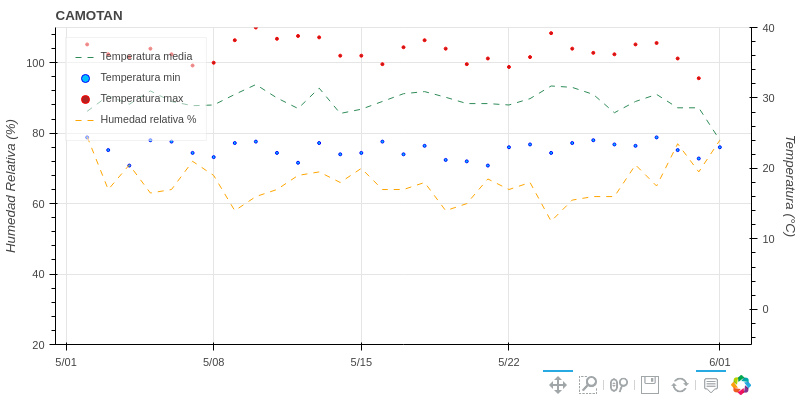 CAMOTAN
Temperatura media
Temperatura min
Temperatura max
Humedad relativa %
Humedad Relativa (%)
100
80
60
40
20
Temperatura (°C)
40
30
20
10
0
5/01 5/08 5/15 5/22 6/01